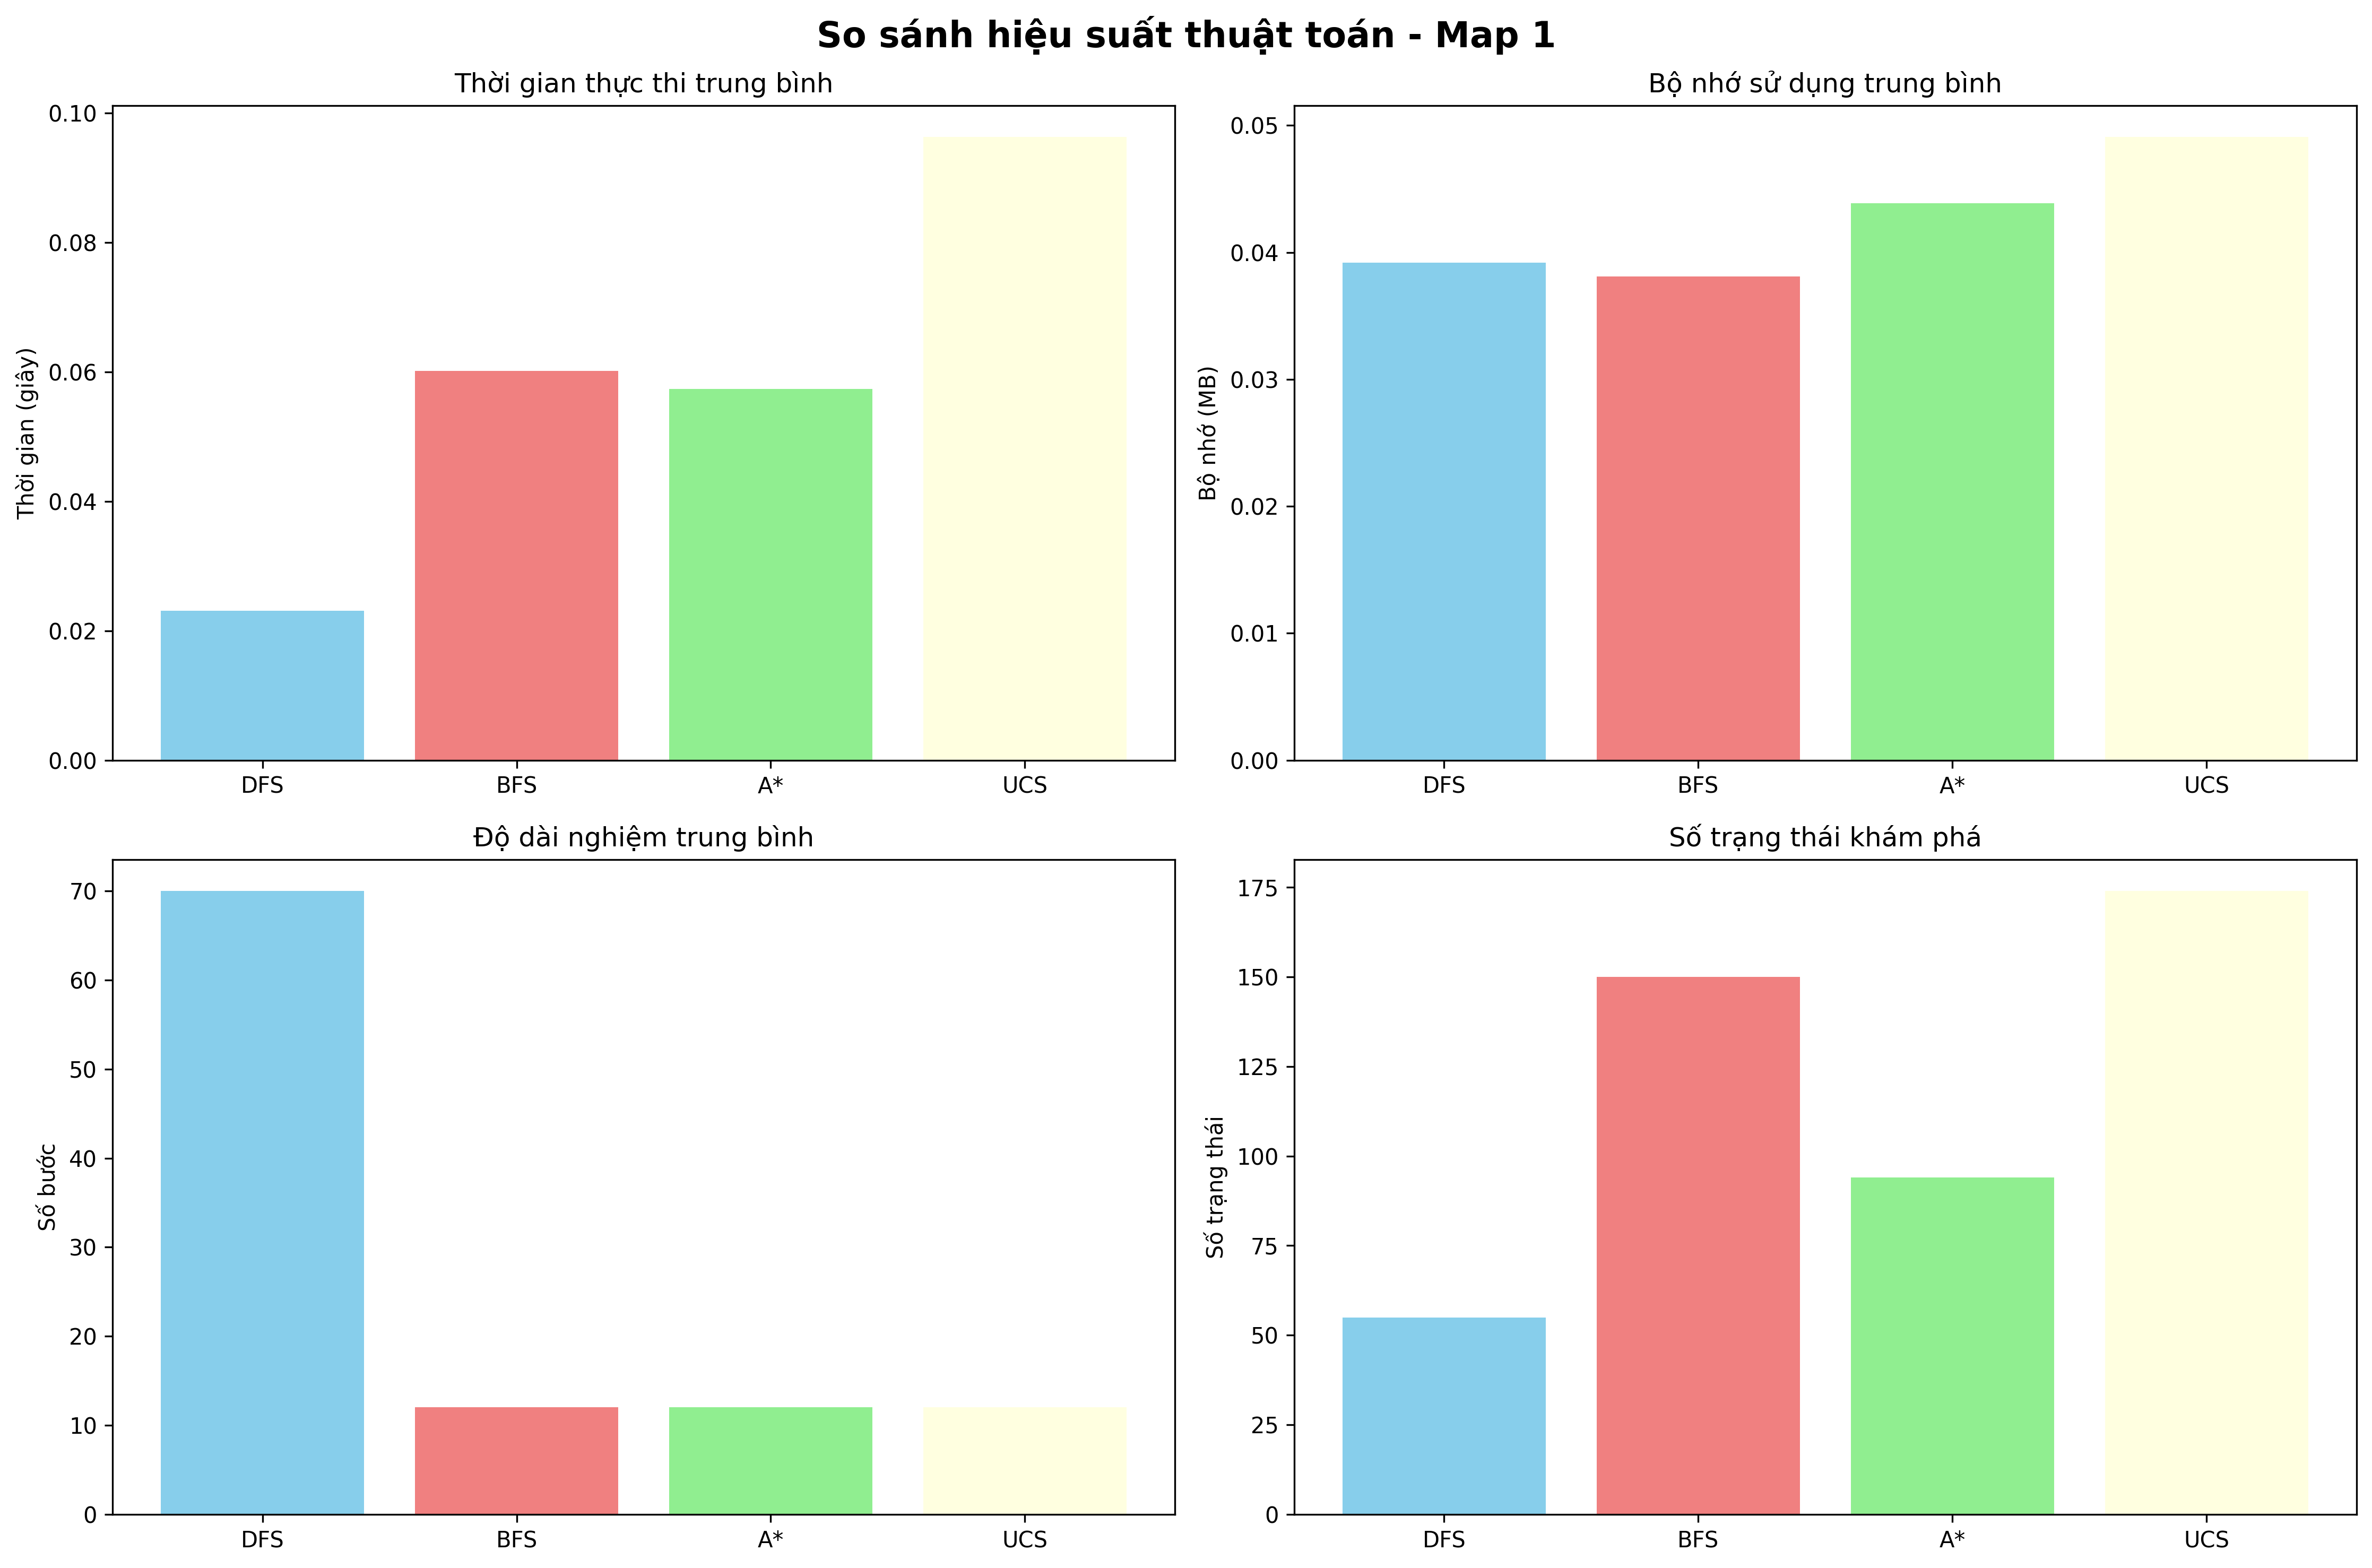 So sánh hiệu suất thuật toán - Map 1
Thời gian thực thi trung bình
Thời gian (giây)
0.10
0.08
0.06
0.04
0.02
0.00
DFS BFS A* UCS
Bộ nhớ sử dụng trung bình
Bộ nhớ (MB)
0.05
0.04
0.03
0.02
0.01
0.00
DFS BFS A* UCS
Độ dài nghiệm trung bình
Số bước
70
60
50
40
30
20
10
0
DFS BFS A* UCS
Số trạng thái khám phá
Số trạng thái
175
150
125
100
75
50
25
0
DFS BFS A* UCS